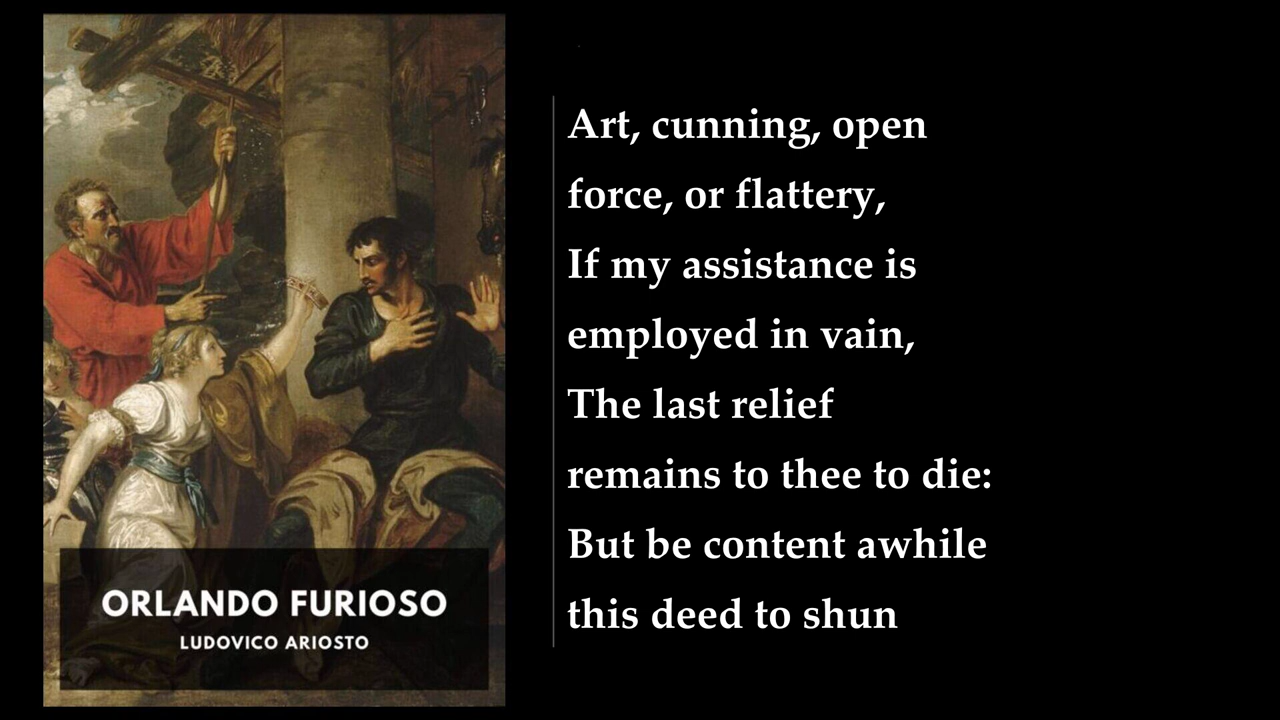 ORLANDO FURIOSO
LUDOVICO ARIOSTO
Art, cunning, open
force, or flattery,
If my assistance is
employed in vain,
The last relief
remains to thee to die:
But be content awhile
this deed to shun